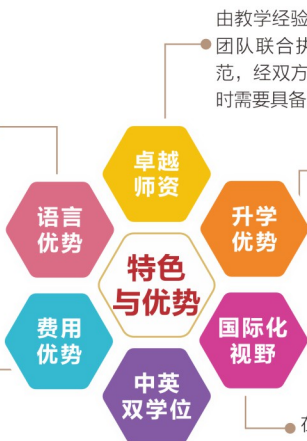 由教学经验
团队联合执
范，经双方
时需要具备
卓越
师资
语言
优势
升学
优势
特色
与优势
费用
优势
国际化
视野
中英
双学位